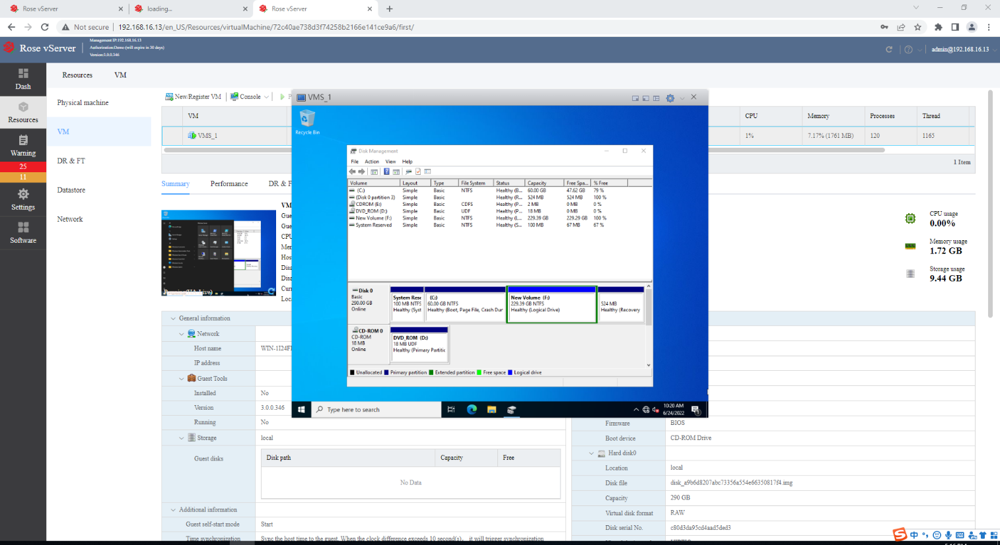 Rose vServer
loading...
Rose vServer
Not secure
192.168.16.13/en_US/Resources/virtualMachine/72c40ae738d3f74258b2166e141ce9a6/first/
Rose vServer
Management IP:192.168.16.13
Authorization:Demo (will expire in 30 days)
Version:3.0.0.346
admin@192.168.16.13
Dash
Resources
Warning
25
11
Settings
Software
Resources
VM
Physical machine
VM
DR & FT
Datastore
Network
New/Register VM
Console
VM
CPU
Memory
Processes
Thread
VMS_1
1%
7.17% (1761 MB)
120
1165
1 Item
Summary
Performance
CPU usage
0.00%
Memory usage
1.72 GB
Storage usage
9.44 GB
VMS_1
Recycle Bin
Disk Management
File
Action
View
Help
Volume
Layout
Type
File System
Status
Capacity
Free Spa...
% Free
(C:)
Simple
Basic
NTFS
Healthy (B...
60.00 GB
47.62 GB
79 %
(Disk 0 partition 3)
Simple
Basic
Healthy (R...
524 MB
524 MB
100 %
CDROM (E:)
Simple
Basic
CDFS
Healthy (P...
2 MB
0 MB
0 %
DVD_ROM (D:)
Simple
Basic
UDF
Healthy (P...
18 MB
0 MB
0 %
New Volume (F:)
Simple
Basic
NTFS
Healthy (L...
229.39 GB
229.29 GB
100 %
System Reserved
Simple
Basic
NTFS
Healthy (S...
100 MB
67 MB
67 %
Disk 0
Basic
290.00 GB
Online
System Rese
100 MB NTFS
Healthy (Syst
(C:)
60.00 GB NTFS
Healthy (Boot, Page File, Crash Dur
New Volume (F:)
229.39 GB NTFS
Healthy (Logical Drive)
524 MB
Healthy (Recovery
CD-ROM 0
CD-ROM
18 MB
Online
DVD_ROM (D:)
18 MB UDF
Healthy (Primary Partitic
Unallocated
Primary partition
Extended partition
Free space
Logical drive
Type here to search
10:20 AM
6/24/2022
General information
Network
Host name
IP address
Guest Tools
Installed
No
Version
3.0.0.346
Running
No
Storage
local
Guest disks
Disk path
Capacity
Free
No Data
Additional information
Guest self-start mode
Start
Time synchronization
Sync the host time to the guest. When the clock difference exceeds 10 second(s), it will trigger synchronization
Firmware
BIOS
Boot device
CD-ROM Drive
Hard disk0
Location
local
Disk file
disk_a9b6d8207abc73356a554e66350817f4.img
Capacity
290 GB
Virtual disk format
RAW
Disk serial No.
c80d3da95cd4aad5ded3
中